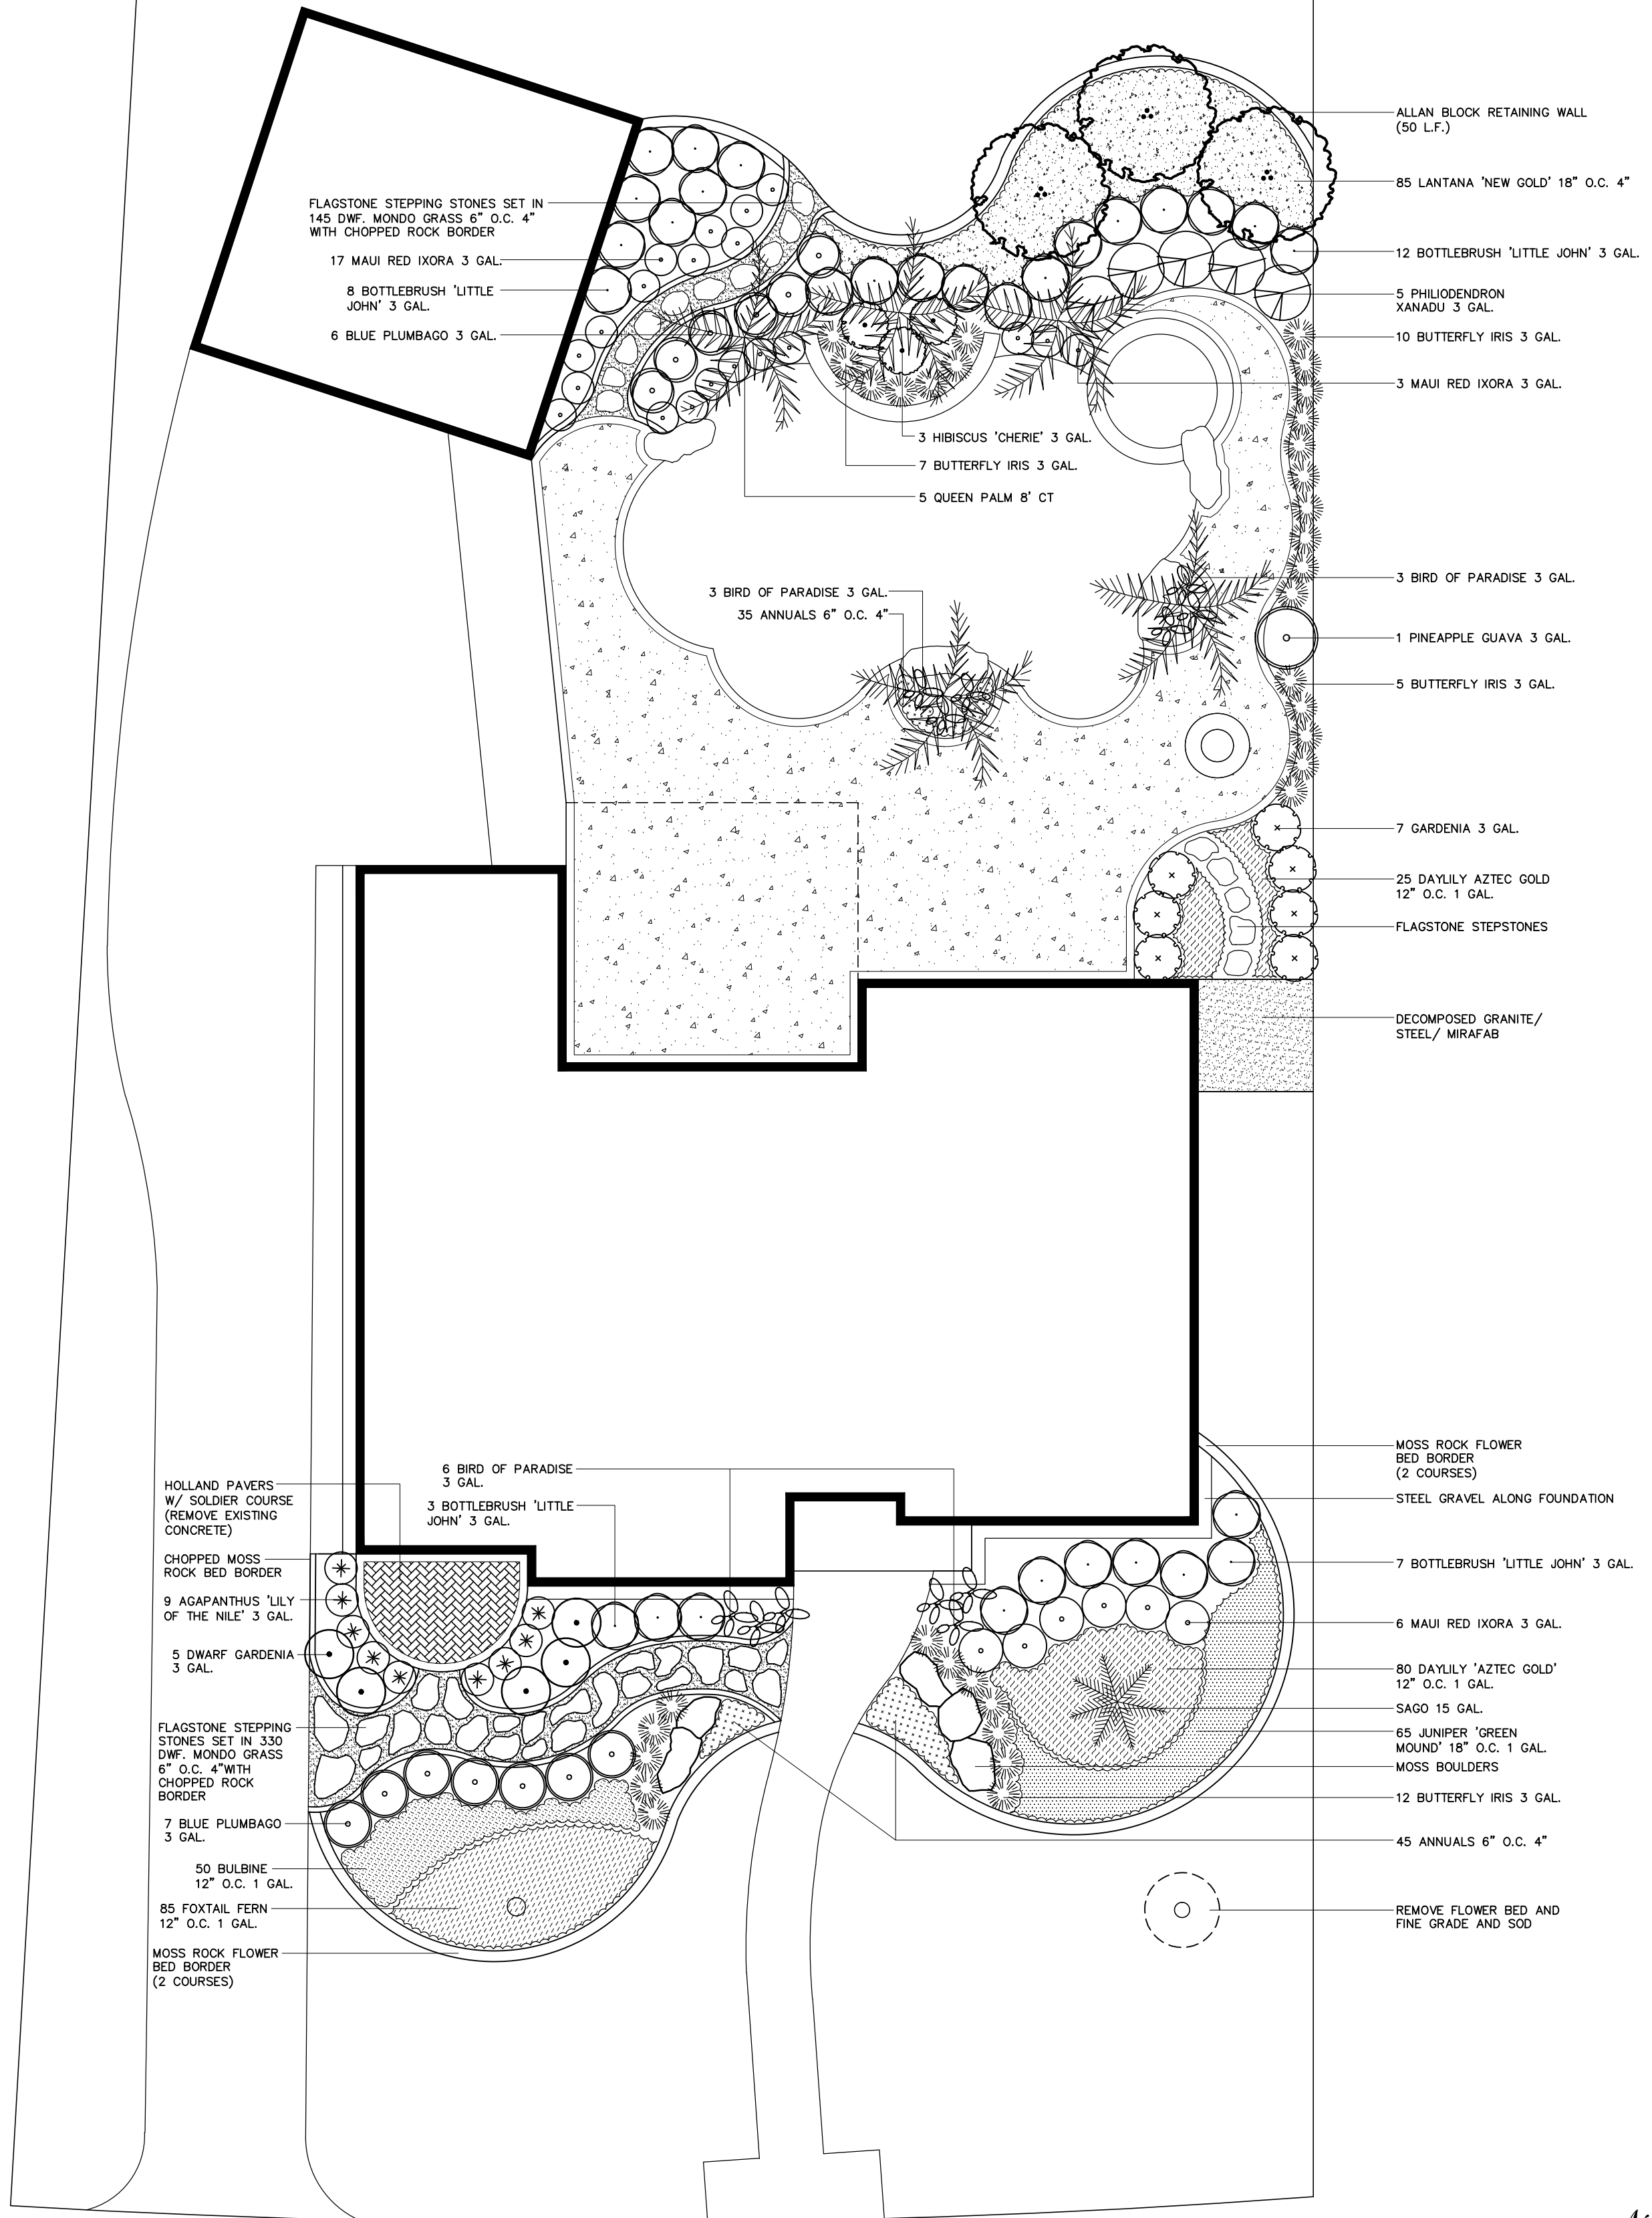 ALLAN BLOCK RETAINING WALL
(50 L.F.)
85 LANTANA 'NEW GOLD' 18" O.C. 4"
FLAGSTONE STEPPING STONES SET IN
145 DWF. MONDO GRASS 6" O.C. 4"
WITH CHOPPED ROCK BORDER
17 MAUI RED IXORA 3 GAL.
8 BOTTLEBRUSH 'LITTLE
JOHN' 3 GAL.
6 BLUE PLUMBAGO 3 GAL.
12 BOTTLEBRUSH 'LITTLE JOHN' 3 GAL.
5 PHILIODENDRON
XANADU 3 GAL.
10 BUTTERFLY IRIS 3 GAL.
3 MAUI RED IXORA 3 GAL.
3 HIBISCUS 'CHERIE' 3 GAL.
7 BUTTERFLY IRIS 3 GAL.
5 QUEEN PALM 8' CT
3 BIRD OF PARADISE 3 GAL.
35 ANNUALS 6" O.C. 4"
3 BIRD OF PARADISE 3 GAL.
1 PINEAPPLE GUAVA 3 GAL.
5 BUTTERFLY IRIS 3 GAL.
7 GARDENIA 3 GAL.
25 DAYLILY AZTEC GOLD
12" O.C. 1 GAL.
FLAGSTONE STEPSTONES
DECOMPOSED GRANITE/
STEEL/ MIRAFAB
6 BIRD OF PARADISE
3 GAL.
3 BOTTLEBRUSH 'LITTLE
JOHN' 3 GAL.
HOLLAND PAVERS
W/ SOLDIER COURSE
(REMOVE EXISTING
CONCRETE)
CHOPPED MOSS
ROCK BED BORDER
9 AGAPANTHUS 'LILY
OF THE NILE' 3 GAL.
5 DWARF GARDENIA
3 GAL.
FLAGSTONE STEPPING
STONES SET IN 330
DWF. MONDO GRASS
6" O.C. 4"WITH
CHOPPED ROCK
BORDER
7 BLUE PLUMBAGO
3 GAL.
50 BULBINE
12" O.C. 1 GAL.
85 FOXTAIL FERN
12" O.C. 1 GAL.
MOSS ROCK FLOWER
BED BORDER
(2 COURSES)
MOSS ROCK FLOWER
BED BORDER
(2 COURSES)
STEEL GRAVEL ALONG FOUNDATION
7 BOTTLEBRUSH 'LITTLE JOHN' 3 GAL.
6 MAUI RED IXORA 3 GAL.
80 DAYLILY 'AZTEC GOLD'
12" O.C. 1 GAL.
SAGO 15 GAL.
65 JUNIPER 'GREEN
MOUND' 18" O.C. 1 GAL.
MOSS BOULDERS
12 BUTTERFLY IRIS 3 GAL.
45 ANNUALS 6" O.C. 4"
REMOVE FLOWER BED AND
FINE GRADE AND SOD